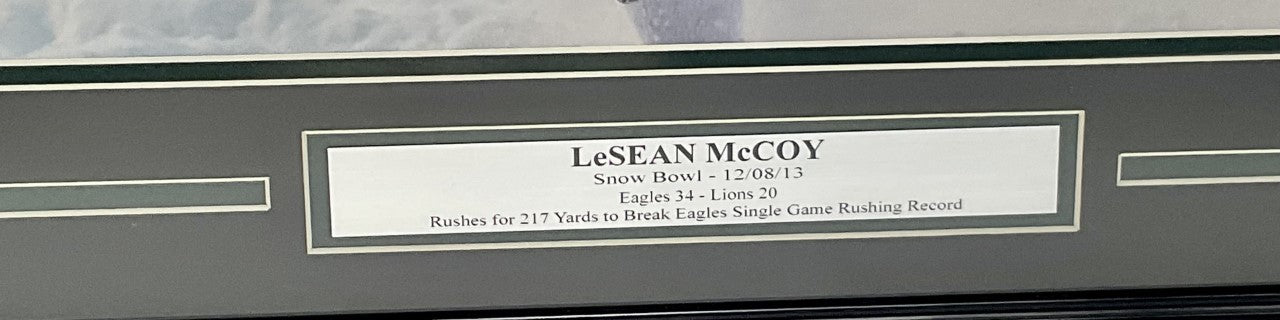 LeSEAN McCOY
Snow Bowl - 12/08/13
Eagles 34 - Lions 20
Rushes for 217 Yards to Break Eagles Single Game Rushing Record